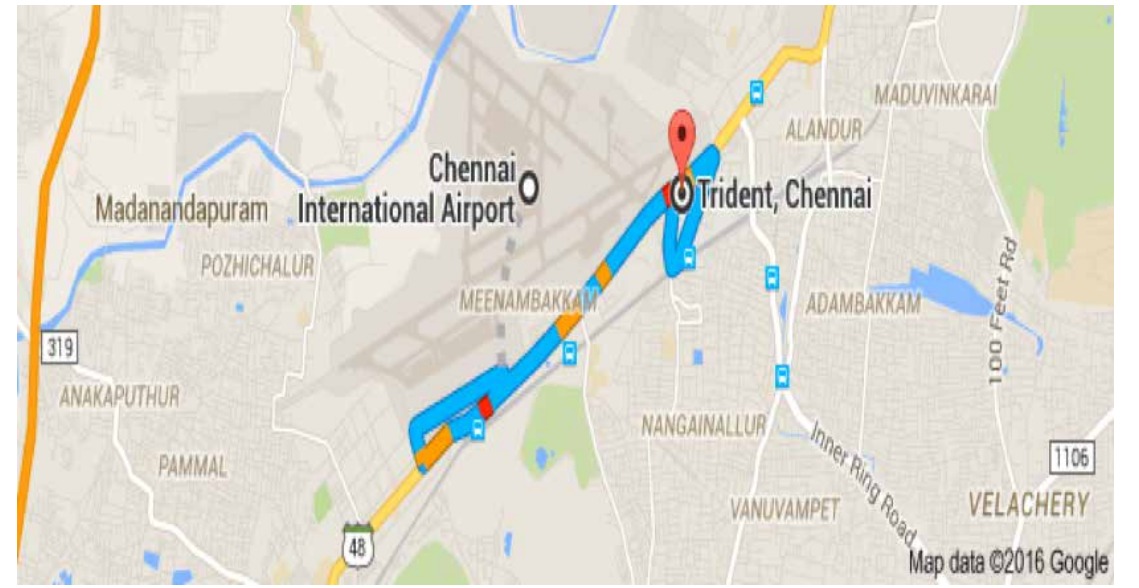 MADUVINKARAI
ALANDUR
Chennai
International Airport
Trident, Chennai
Madanandapuram
POZHICHALUR
MEENAMBAKKAM
ADAMBAKKAM
100 Feet Rd
319
ANAKAPUTHUR
NANGAINALLUR
Inner Ring Road
1106
PAMMAL
VANUVAMPET
VELACHERY
48
Map data ©2016 Google